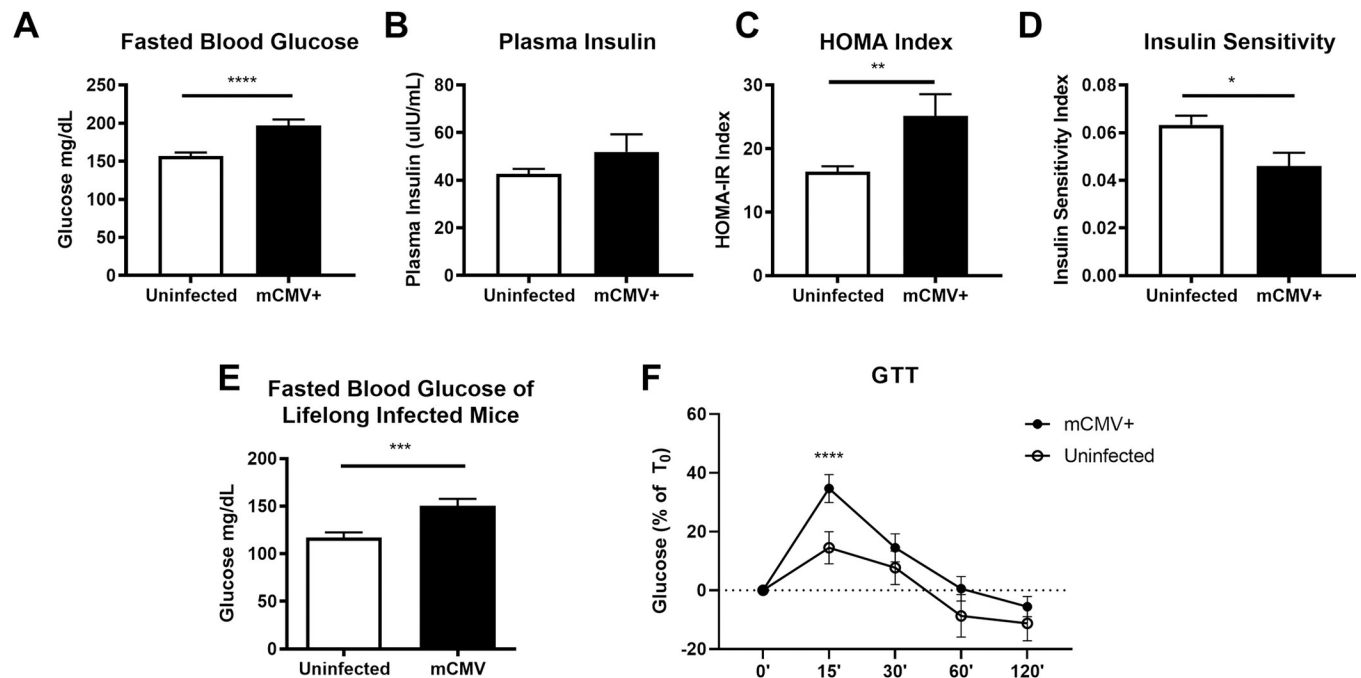 A
Fasted Blood Glucose
****
Glucose mg/dL
250
200
150
100
50
0
Uninfected
mCMV+
B
Plasma Insulin
Plasma Insulin (uIU/mL)
80
60
40
20
0
Uninfected
mCMV+
C
HOMA Index
**
HOMA-IR Index
30
20
10
0
Uninfected
mCMV+
D
Insulin Sensitivity
*
Insulin Sensitivity Index
0.08
0.06
0.04
0.02
0.00
Uninfected
mCMV+
E
Fasted Blood Glucose of
Lifelong Infected Mice
***
Glucose mg/dL
200
150
100
50
0
Uninfected
mCMV
F
GTT
****
Glucose (% of T0)
60
40
20
0
-20
0'
15'
30'
60'
120'
mCMV+
Uninfected